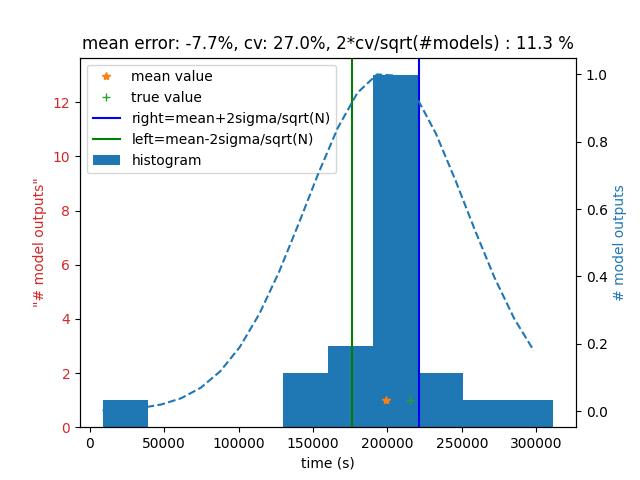 mean error: -7.7%, cv: 27.0%, 2*cv/sqrt(#models) : 11.3 %
mean value
true value
right=mean+2sigma/sqrt(N)
left=mean-2sigma/sqrt(N)
histogram
"# model outputs"
0
2
4
6
8
10
12
0.0
0.2
0.4
0.6
0.8
1.0
# model outputs
0
50000
100000
150000
200000
250000
300000
time (s)